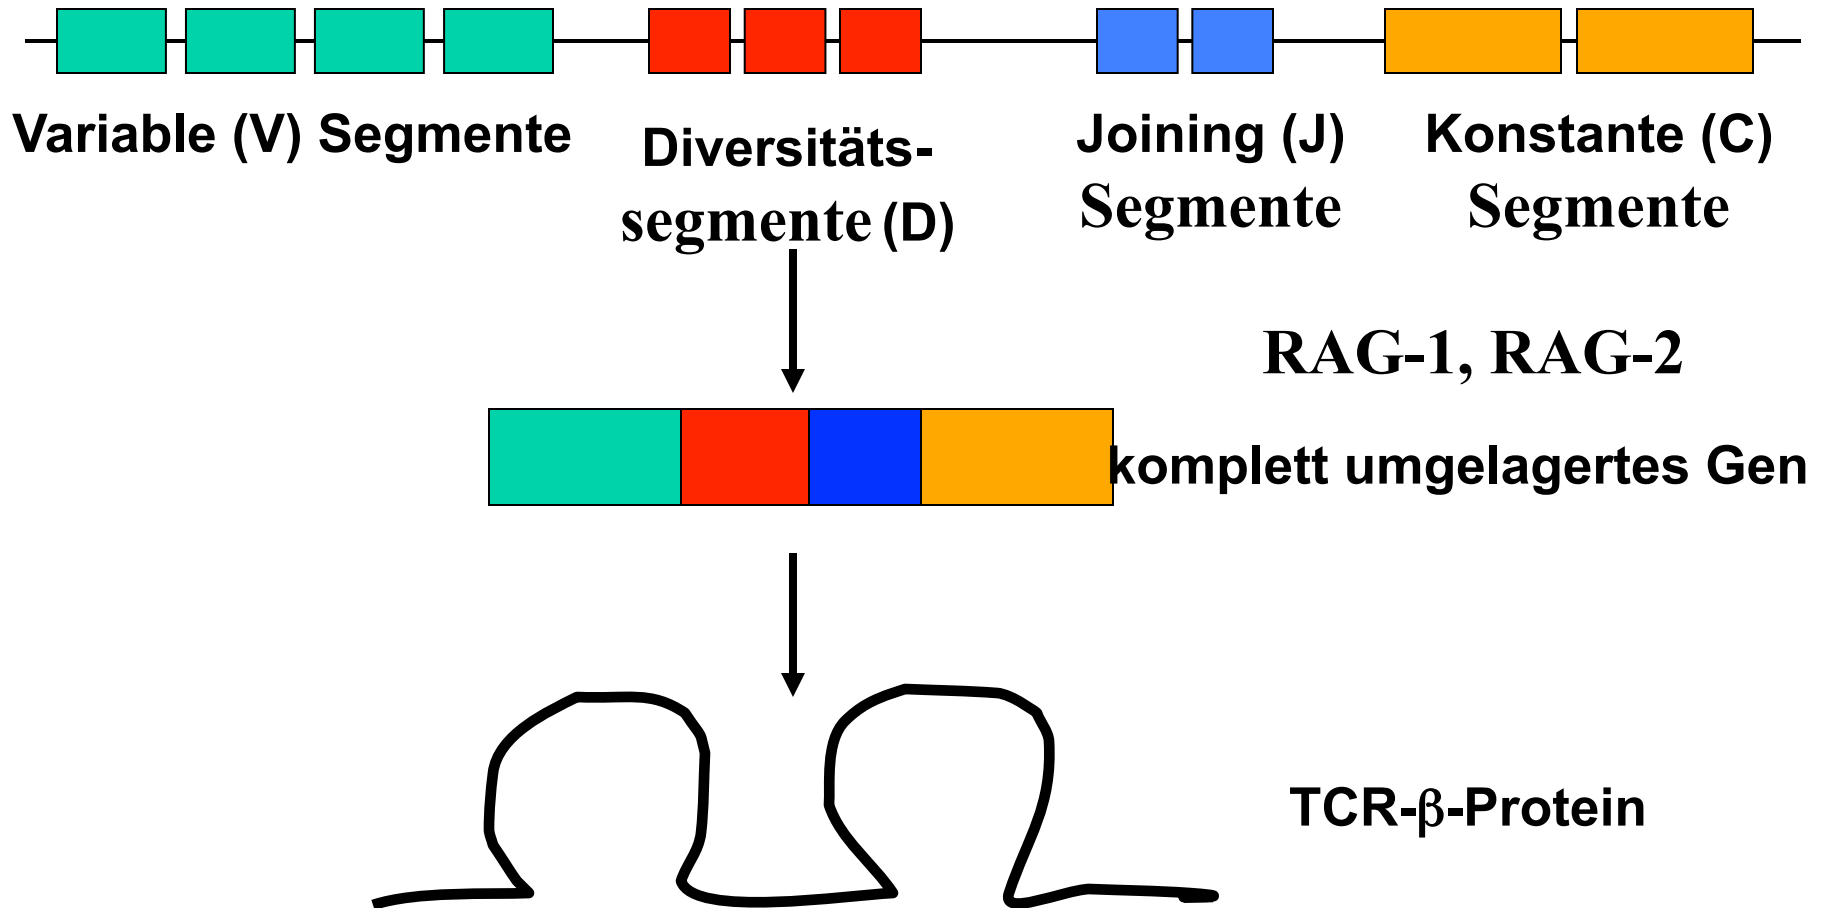 Variable (V) Segmente
Diversitäts-
segmente (D)
Joining (J)
Segmente
Konstante (C)
Segmente
RAG-1, RAG-2
komplett umgelagertes Gen
TCR-β-Protein